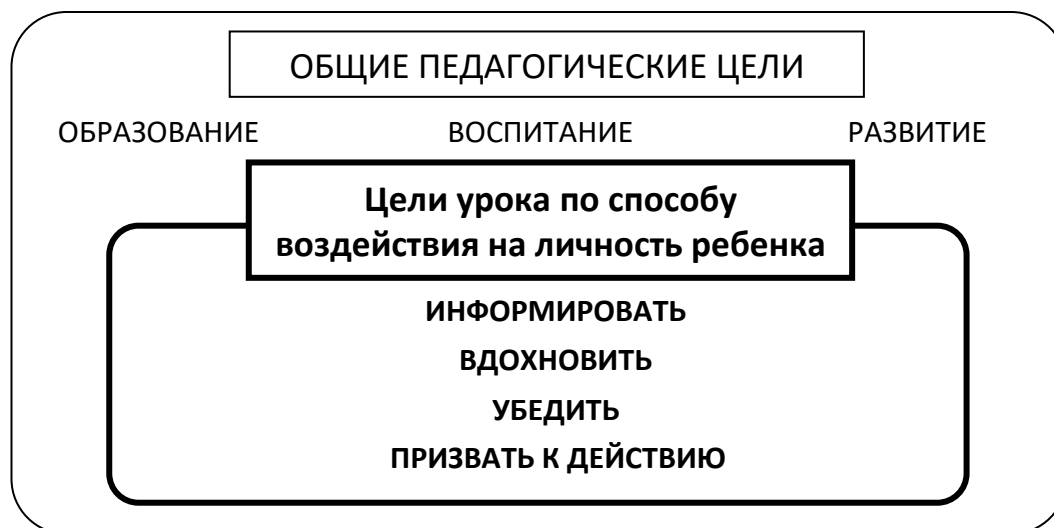 ОБЩИЕ ПЕДАГОГИЧЕСКИЕ ЦЕЛИ
ОБРАЗОВАНИЕ ВОСПИТАНИЕ РАЗВИТИЕ
Цели урока по способу
воздействия на личность ребенка
ИНФОРМИРОВАТЬ
ВДОХНОВИТЬ
УБЕДИТЬ
ПРИЗВАТЬ К ДЕЙСТВИЮ